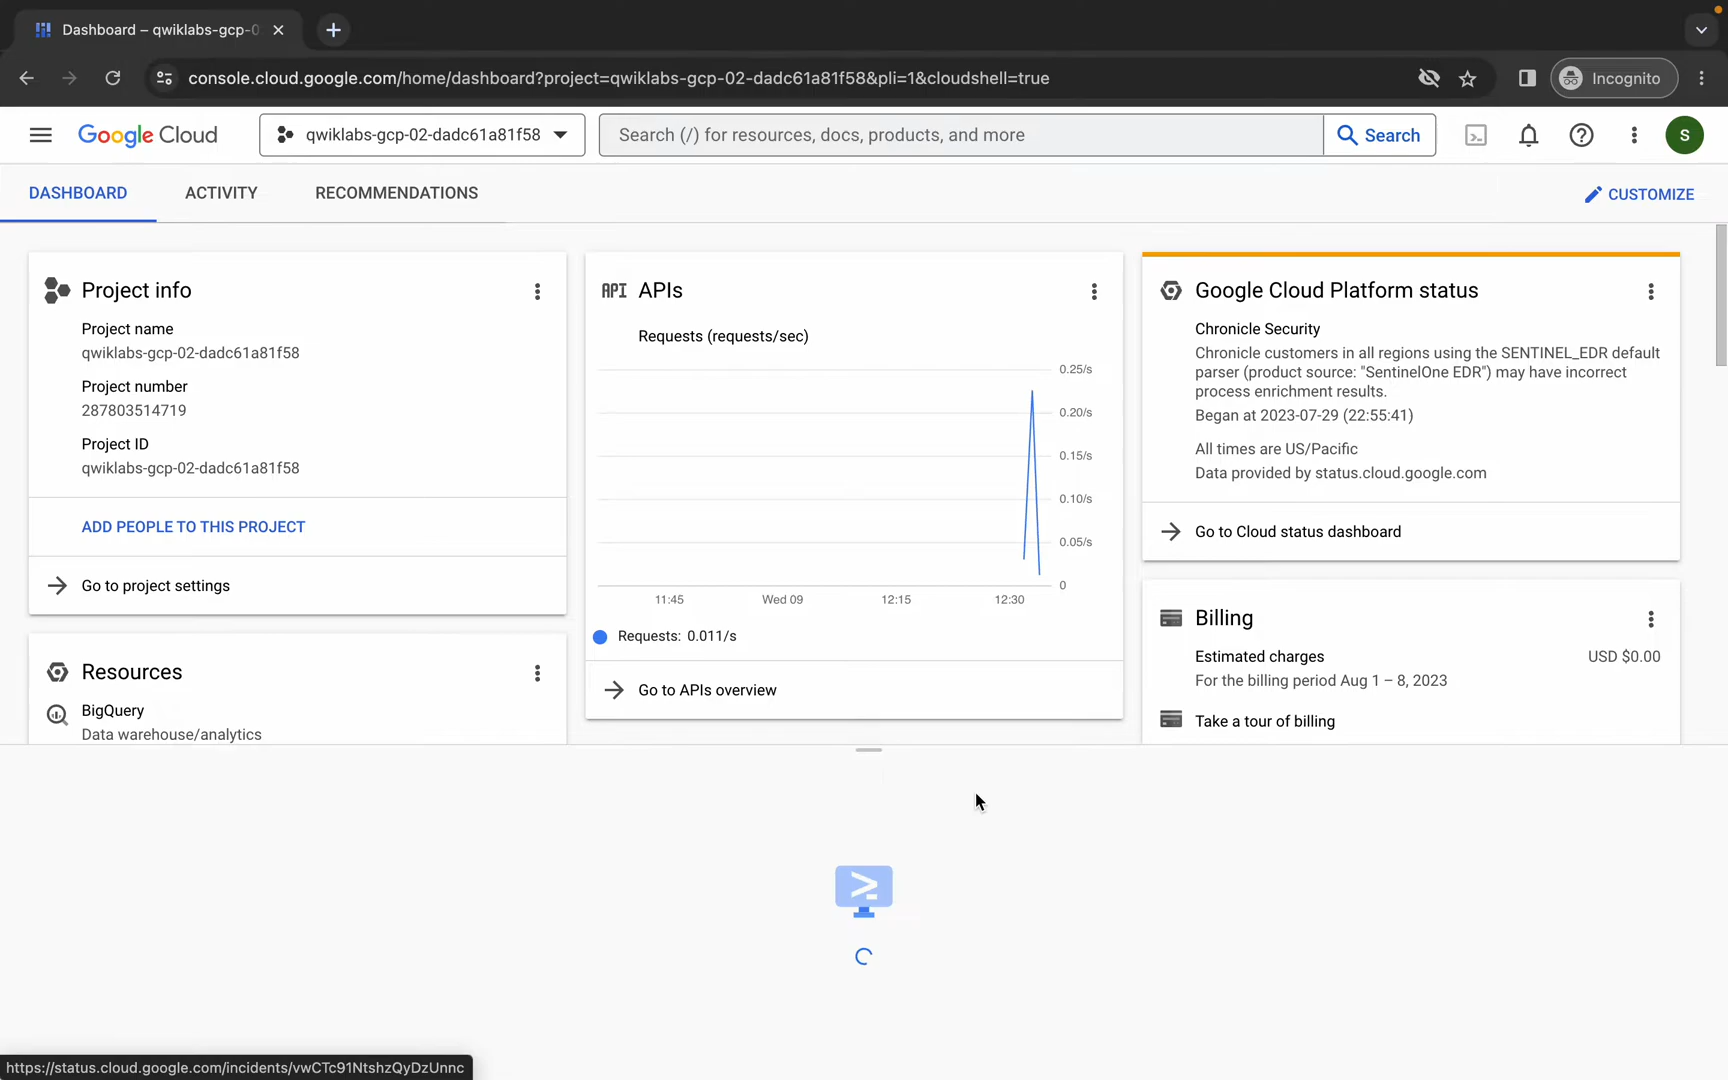 Dashboard – qwiklabs-gcp-0
console.cloud.google.com/home/dashboard?project=qwiklabs-gcp-02-dadc61a81f58&pli=1&cloudshell=true
Incognito
Google Cloud
qwiklabs-gcp-02-dadc61a81f58
Search (/) for resources, docs, products, and more
Search
S
DASHBOARD
ACTIVITY
RECOMMENDATIONS
CUSTOMIZE
Project info
Project name
qwiklabs-gcp-02-dadc61a81f58
Project number
287803514719
Project ID
qwiklabs-gcp-02-dadc61a81f58
ADD PEOPLE TO THIS PROJECT
Go to project settings
Resources
BigQuery
Data warehouse/analytics
API APIs
Requests (requests/sec)
0.25/s
0.20/s
0.15/s
0.10/s
0.05/s
0
11:45 Wed 09 12:15 12:30
Requests: 0.011/s
Go to APIs overview
Google Cloud Platform status
Chronicle Security
Chronicle customers in all regions using the SENTINEL_EDR default
parser (product source: "SentinelOne EDR") may have incorrect
process enrichment results.
Began at 2023-07-29 (22:55:41)
All times are US/Pacific
Data provided by status.cloud.google.com
Go to Cloud status dashboard
Billing
Estimated charges USD $0.00
For the billing period Aug 1 – 8, 2023
Take a tour of billing
https://status.cloud.google.com/incidents/vwCTc91NtshzQyDzUnnc